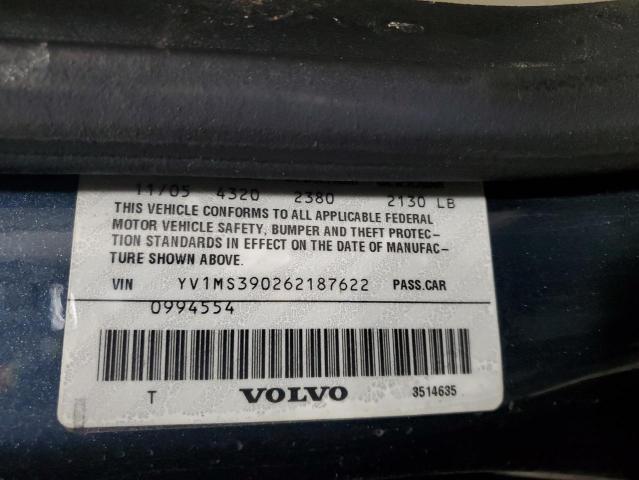 11/05 4320 2380 2130 LB
THIS VEHICLE CONFORMS TO ALL APPLICABLE FEDERAL
MOTOR VEHICLE SAFETY, BUMPER AND THEFT PROTEC-
TION STANDARDS IN EFFECT ON THE DATE OF MANUFAC-
TURE SHOWN ABOVE.
VIN YV1MS390262187622 PASS.CAR
0994554
T VOLVO 3514635